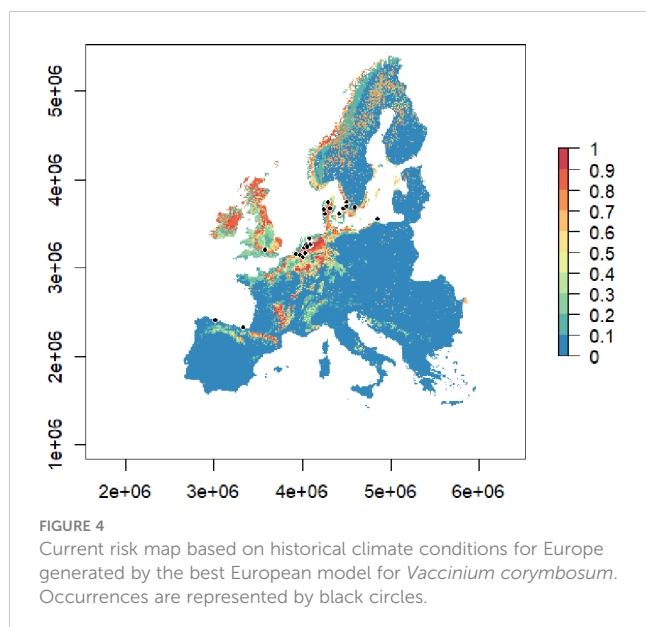 5e+06
4e+06
3e+06
2e+06
1e+06
2e+06 3e+06 4e+06 5e+06 6e+06
1
0.9
0.8
0.7
0.6
0.5
0.4
0.3
0.2
0.1
0
FIGURE 4
Current risk map based on historical climate conditions for Europe
generated by the best European model for Vaccinium corymbosum.
Occurrences are represented by black circles.